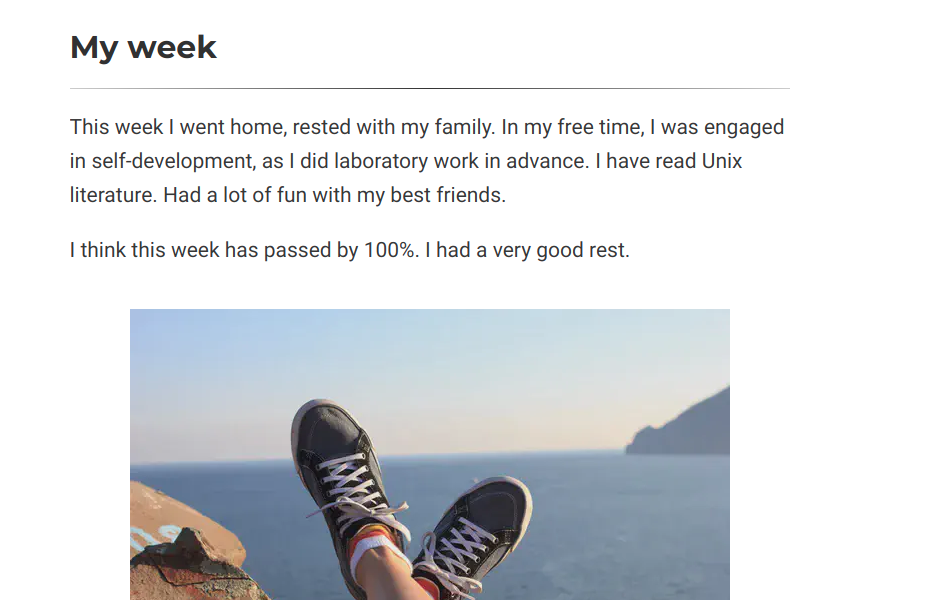 My week
This week I went home, rested with my family. In my free time, I was engaged
in self-development, as I did laboratory work in advance. I have read Unix
literature. Had a lot of fun with my best friends.
I think this week has passed by 100%. I had a very good rest.